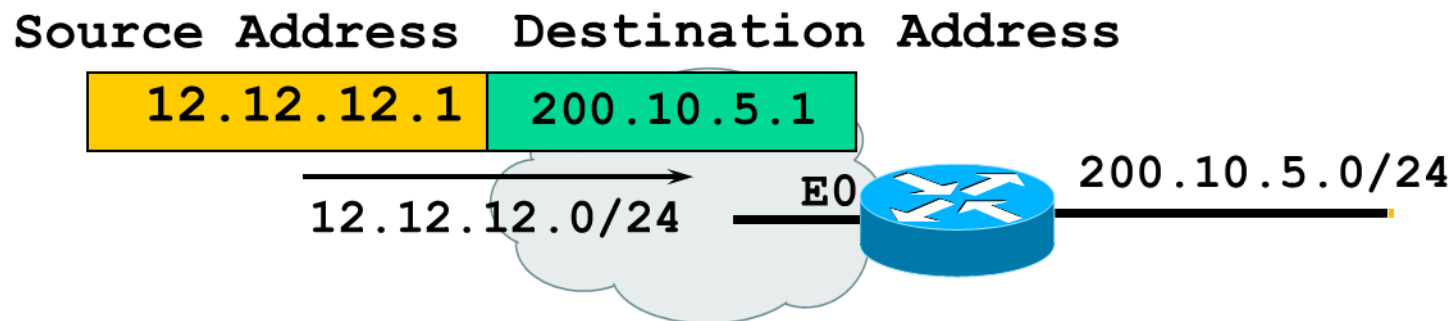 Source Address Destination Address
12.12.12.1 200.10.5.1
200.10.5.0/24
E0
12.12.12.0/24